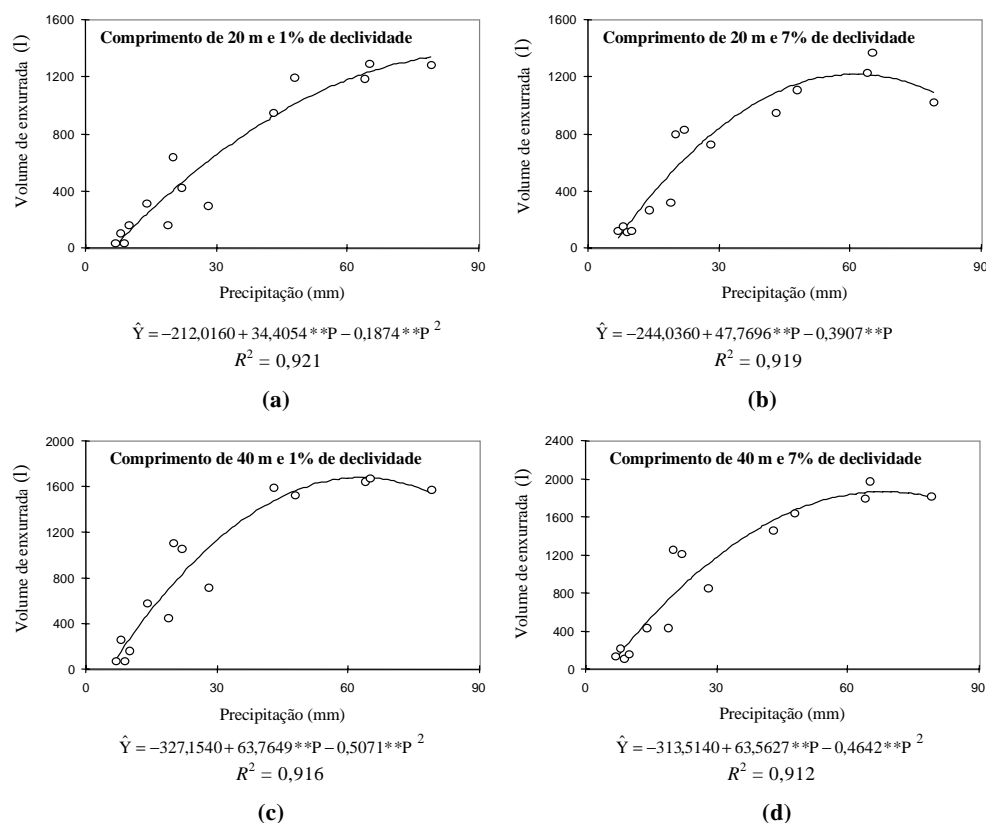 1600
Comprimento de 20 m e 1% de declividade
1200
800
400
0
Volume de enxurrada (l)
0 30 60 90
Precipitação (mm)
Ŷ = −212,0160 + 34,4054 **P − 0,1874 **P ²
R² = 0,921
(a)
1600
Comprimento de 20 m e 7% de declividade
1200
800
400
0
Volume de enxurrada (l)
0 30 60 90
Precipitação (mm)
Ŷ = −244,0360 + 47,7696 **P − 0,3907 **P
R² = 0,919
(b)
2000
Comprimento de 40 m e 1% de declividade
1600
1200
800
400
0
Volume de enxurrada (l)
0 30 60 90
Precipitação (mm)
Ŷ = −327,1540 + 63,7649 **P − 0,5071 **P ²
R² = 0,916
(c)
2400
Comprimento de 40 m e 7% de declividade
2000
1600
1200
800
400
0
Volume de enxurrada (l)
0 30 60 90
Precipitação (mm)
Ŷ = −313,5140 + 63,5627 **P − 0,4642 **P ²
R² = 0,912
(d)